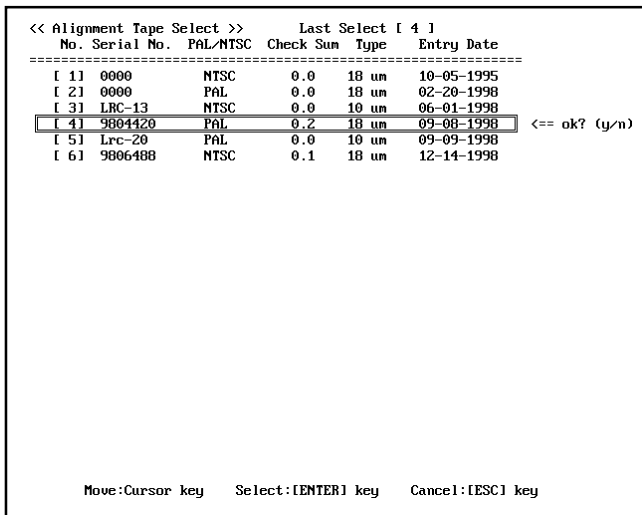 << Alignment Tape Select >> Last Select [ 4 ]
No. Serial No. PAL/NTSC Check Sum Type Entry Date
==============================================================
[ 1] 0000 NTSC 0.0 18 um 10-05-1995
[ 2] 0000 PAL 0.0 18 um 02-20-1998
[ 3] LRC-13 NTSC 0.0 10 um 06-01-1998
[ 4] 9804420 PAL 0.2 18 um 09-08-1998 <== ok? (y/n)
[ 5] Lrc-20 PAL 0.0 10 um 09-09-1998
[ 6] 9806488 NTSC 0.1 18 um 12-14-1998
Move:Cursor key Select:[ENTER] key Cancel:[ESC] key